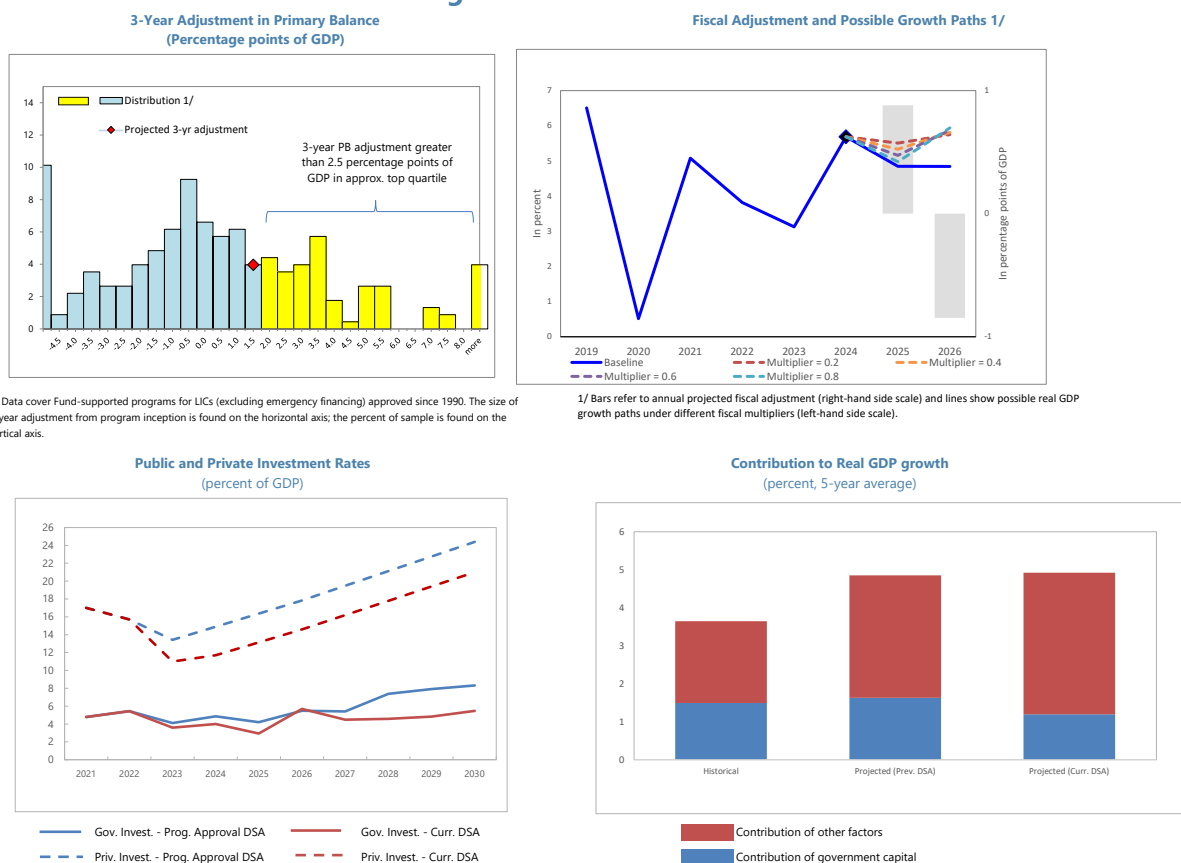 3-Year Adjustment in Primary Balance
(Percentage points of GDP)
14
12
10
8
6
4
2
0
Distribution 1/
Projected 3-yr adjustment
3-year PB adjustment greater
than 2.5 percentage points of
GDP in approx. top quartile
-4.5 -4.0 -3.5 -3.0 -2.5 -2.0 -1.5 -1.0 -0.5 0.0 0.5 1.0 1.5 2.0 2.5 3.0 3.5 4.0 4.5 5.0 5.5 6.0 6.5 7.0 7.5 8.0 more
Data cover Fund-supported programs for LICs (excluding emergency financing) approved since 1990. The size of
year adjustment from program inception is found on the horizontal axis; the percent of sample is found on the
axis.
Fiscal Adjustment and Possible Growth Paths 1/
In percent
7
6
5
4
3
2
1
0
1
0
-1
In percentage points of GDP
2019 2020 2021 2022 2023 2024 2025 2026
Baseline Multiplier = 0.2 Multiplier = 0.4
Multiplier = 0.6 Multiplier = 0.8
1/ Bars refer to annual projected fiscal adjustment (right-hand side scale) and lines show possible real GDP
growth paths under different fiscal multipliers (left-hand side scale).
Public and Private Investment Rates
(percent of GDP)
26
24
22
20
18
16
14
12
10
8
6
4
2
0
2021 2022 2023 2024 2025 2026 2027 2028 2029 2030
Gov. Invest. - Prog. Approval DSA Gov. Invest. - Curr. DSA
Priv. Invest. - Prog. Approval DSA Priv. Invest. - Curr. DSA
Contribution to Real GDP growth
(percent, 5-year average)
6
5
4
3
2
1
0
Historical Projected (Prev. DSA) Projected (Curr. DSA)
Contribution of other factors
Contribution of government capital